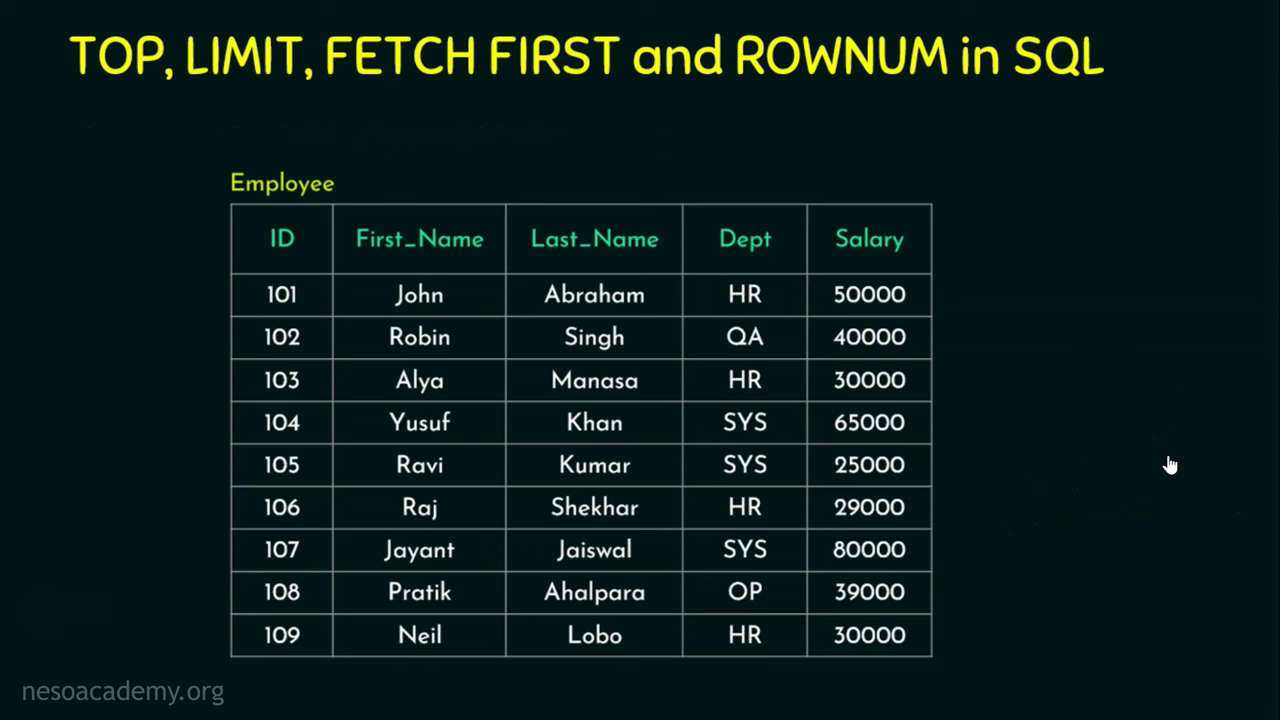 TOP, LIMIT, FETCH FIRST and ROWNUM in SQL
Employee
ID First_Name Last_Name Dept Salary
101 John Abraham HR 50000
102 Robin Singh QA 40000
103 Alya Manasa HR 30000
104 Yusuf Khan SYS 65000
105 Ravi Kumar SYS 25000
106 Raj Shekhar HR 29000
107 Jayant Jaiswal SYS 80000
108 Pratik Ahalpara OP 39000
109 Neil Lobo HR 30000
nesoacademy.org